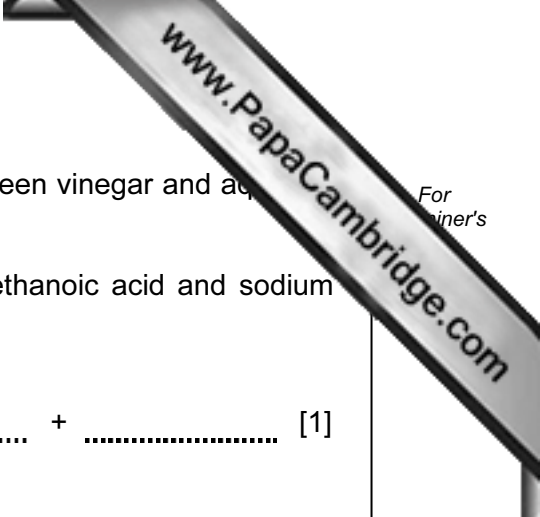 www.PapaCambridge.com
een vinegar and aq
For
iner's
ethanoic acid and sodium
.... + ........................ [1]